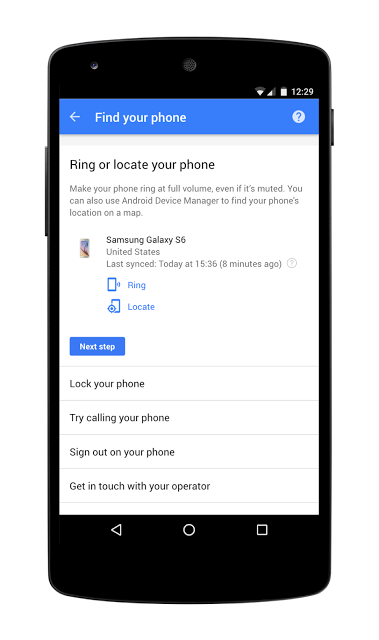 12:29
Find your phone
?
Ring or locate your phone
Make your phone ring at full volume, even if it's muted. You
can also use Android Device Manager to find your phone's
location on a map.
Samsung Galaxy S6
United States
Last synced: Today at 15:36 (8 minutes ago) ?
Ring
Locate
Next step
Lock your phone
Try calling your phone
Sign out on your phone
Get in touch with your operator